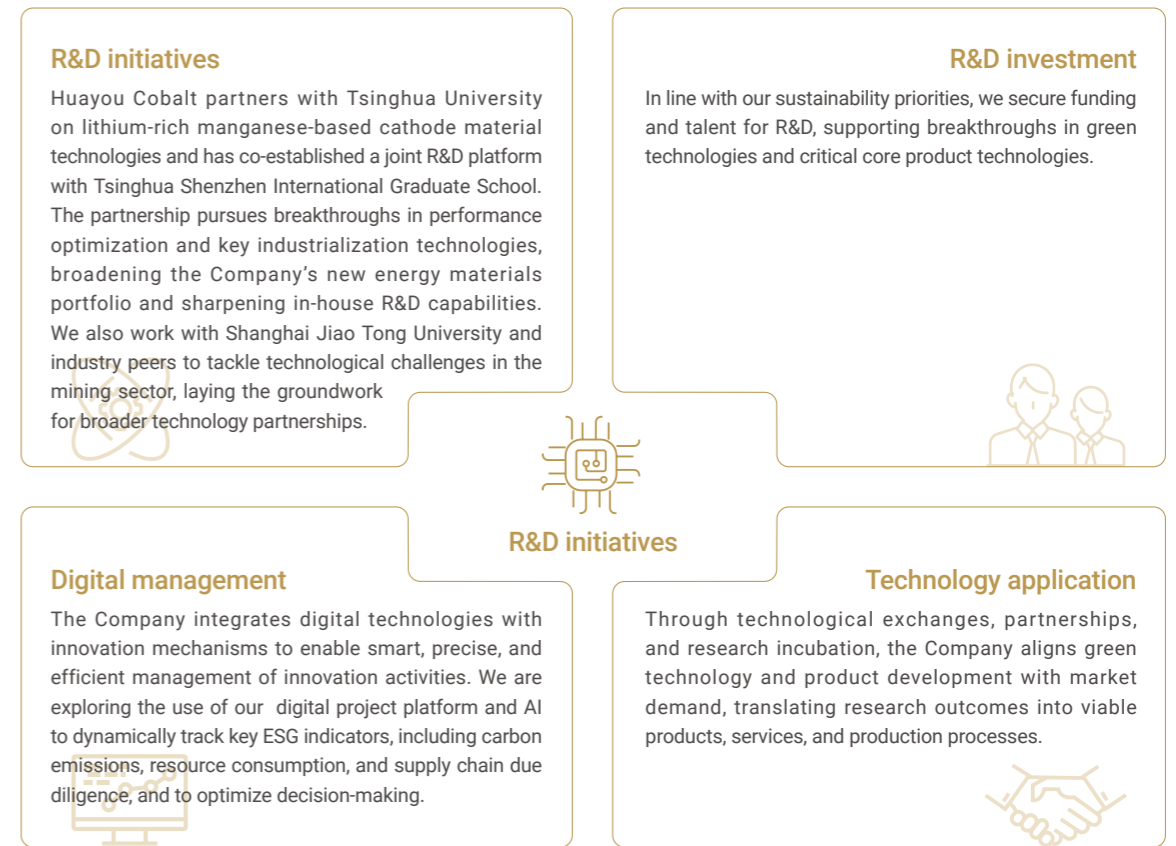 R&D initiatives
Huayou Cobalt partners with Tsinghua University
on lithium-rich manganese-based cathode material
technologies and has co-established a joint R&D platform
with Tsinghua Shenzhen International Graduate School.
The partnership pursues breakthroughs in performance
optimization and key industrialization technologies,
broadening the Company's new energy materials
portfolio and sharpening in-house R&D capabilities.
We also work with Shanghai Jiao Tong University and
industry peers to tackle technological challenges in the
mining sector, laying the groundwork
for broader technology partnerships.
R&D investment
In line with our sustainability priorities, we secure funding
and talent for R&D, supporting breakthroughs in green
technologies and critical core product technologies.
R&D initiatives
Digital management
The Company integrates digital technologies with
innovation mechanisms to enable smart, precise, and
efficient management of innovation activities. We are
exploring the use of our digital project platform and AI
to dynamically track key ESG indicators, including carbon
emissions, resource consumption, and supply chain due
diligence, and to optimize decision-making.
Technology application
Through technological exchanges, partnerships,
and research incubation, the Company aligns green
technology and product development with market
demand, translating research outcomes into viable
products, services, and production processes.